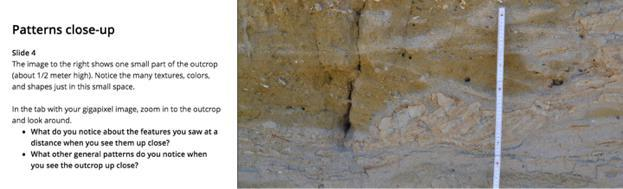 Patterns close-up
Slide 4
The image to the right shows one small part of the outcrop
(about 1/2 meter high). Notice the many textures, colors,
and shapes just in this small space.
In the tab with your gigapixel image, zoom in to the outcrop
and look around.
• What do you notice about the features you saw at a
distance when you see them up close?
• What other general patterns do you notice when
you see the outcrop up close?